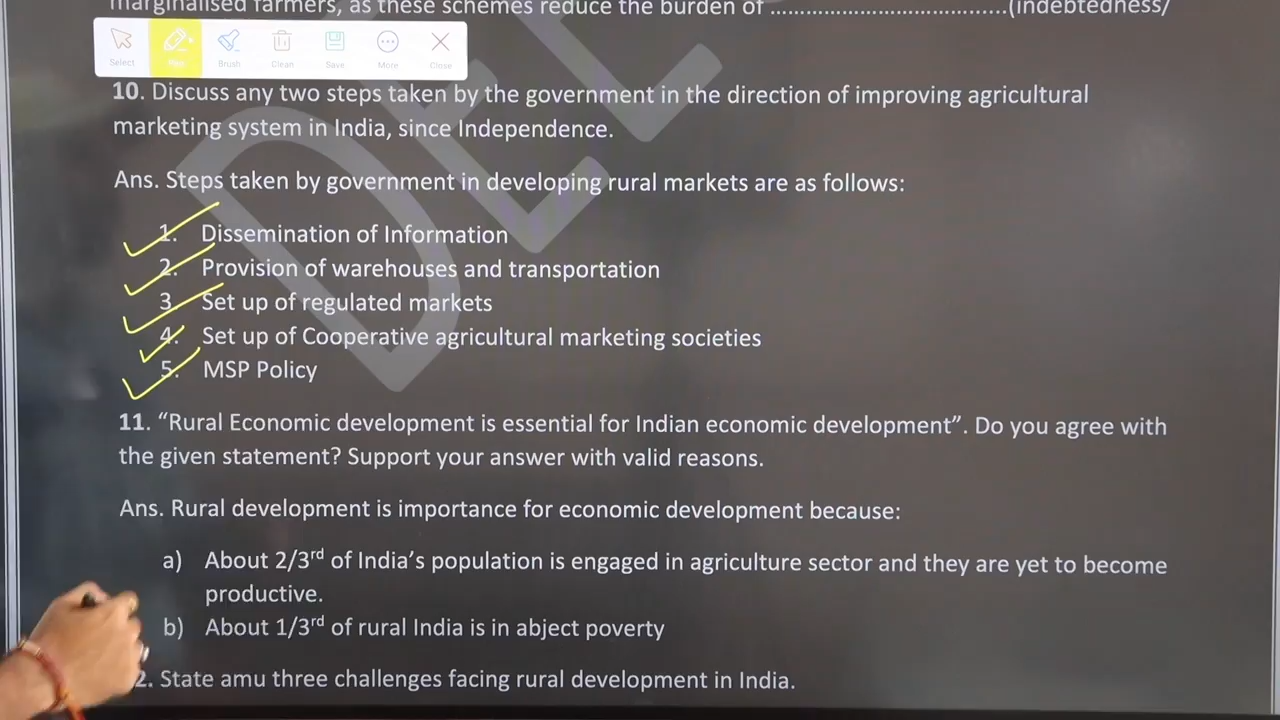 marginalised farmers, as these schemes reduce the burden of ......................................(indebtedness/
Select Brush Clean Save More Close
10. Discuss any two steps taken by the government in the direction of improving agricultural
marketing system in India, since Independence.
Ans. Steps taken by government in developing rural markets are as follows:
1. Dissemination of Information
2. Provision of warehouses and transportation
3. Set up of regulated markets
4. Set up of Cooperative agricultural marketing societies
5. MSP Policy
11. “Rural Economic development is essential for Indian economic development”. Do you agree with
the given statement? Support your answer with valid reasons.
Ans. Rural development is importance for economic development because:
a) About 2/3rd of India’s population is engaged in agriculture sector and they are yet to become
productive.
b) About 1/3rd of rural India is in abject poverty
2. State amu three challenges facing rural development in India.